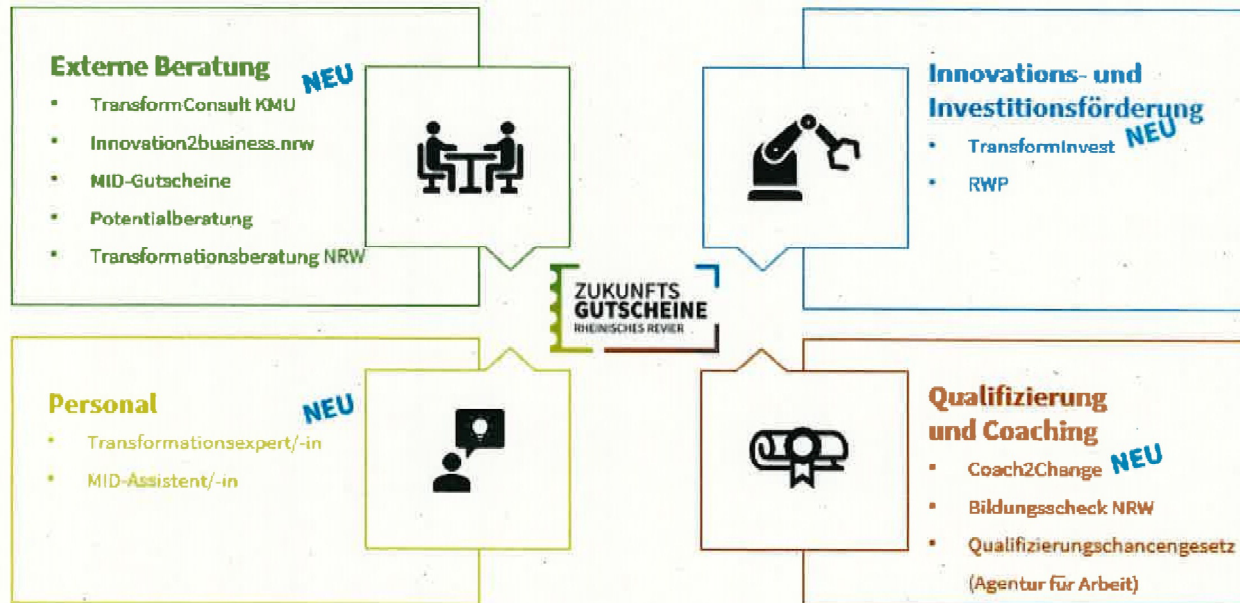 Externe Beratung
NEU
TransformConsult KMU
Innovation2business.nrw
MID-Gutscheine
Potentialberatung
Transformationsberatung NRW
Innovations- und
Investitionsförderung
NEU
TransformInvest
RWP
ZUKUNFTS
GUTSCHEINE
RHEINISCHES REVIER
Personal
NEU
Transformationsexpert/-in
MID-Assistent/-in
Qualifizierung
und Coaching
Coach2Change NEU
Bildungsscheck NRW
Qualifizierungschancengesetz
(Agentur für Arbeit)